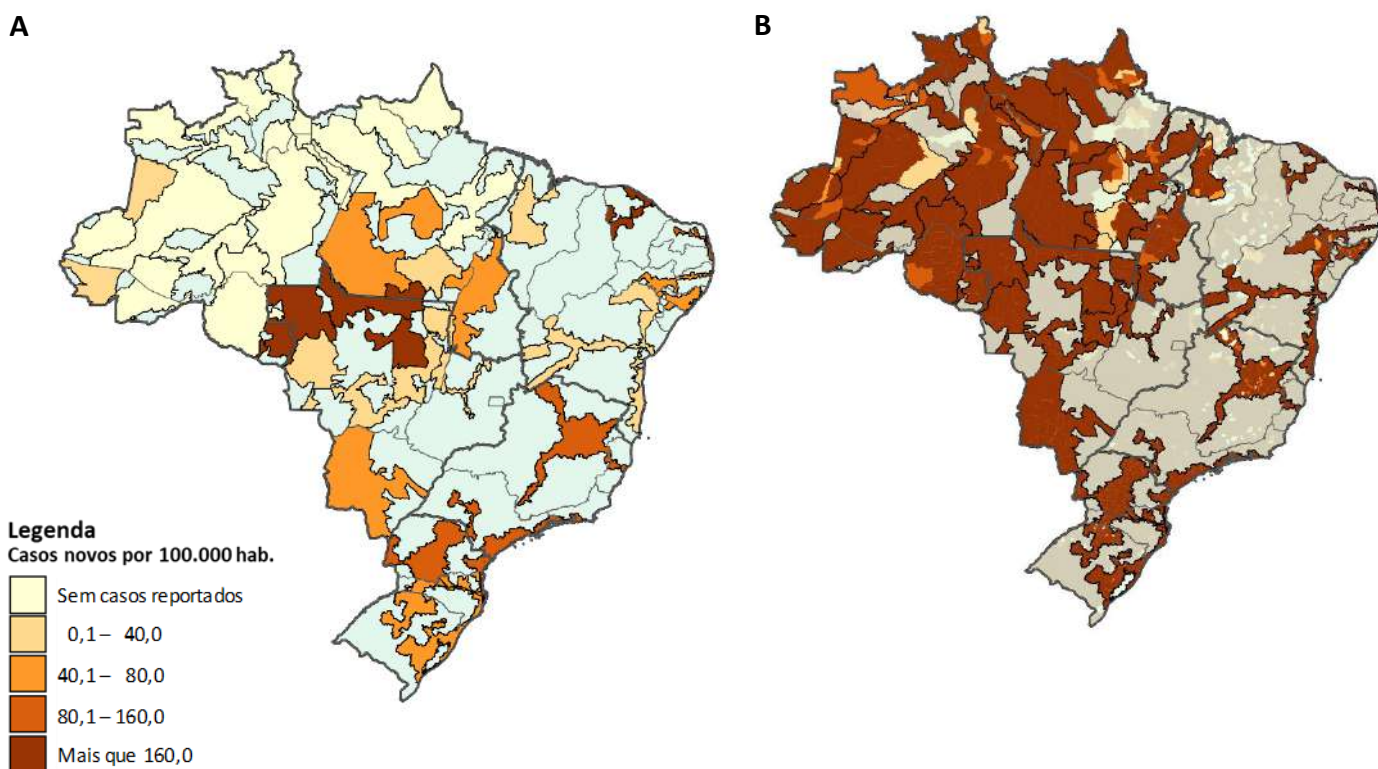 A
B
Legenda
Casos novos por 100.000 hab.
Sem casos reportados
0,1 – 40,0
40,1 – 80,0
80,1 – 160,0
Mais que 160,0